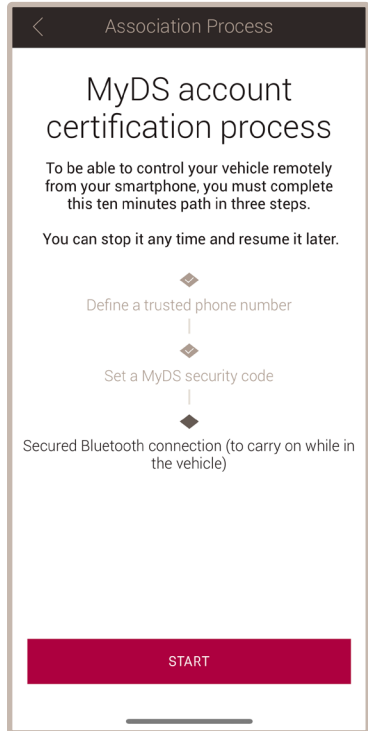 Association Process
MyDS account
certification process
To be able to control your vehicle remotely
from your smartphone, you must complete
this ten minutes path in three steps.
You can stop it any time and resume it later.
Define a trusted phone number
Set a MyDS security code
Secured Bluetooth connection (to carry on while in
the vehicle)
START